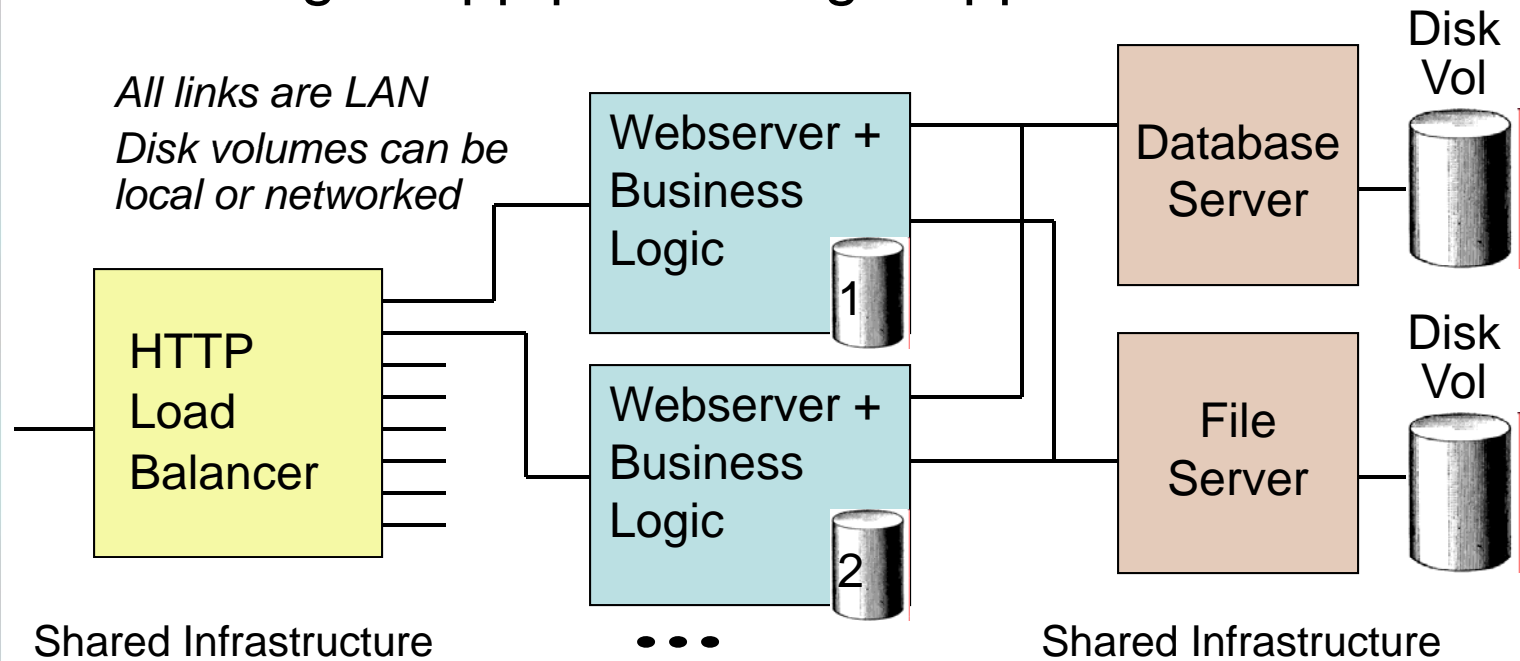 All links are LAN
Disk volumes can be
local or networked
HTTP
Load
Balancer
Shared Infrastructure
Webserver +
Business
Logic
1
Webserver +
Business
Logic
2
...
Database
Server
Disk
Vol
File
Server
Disk
Vol
Shared Infrastructure